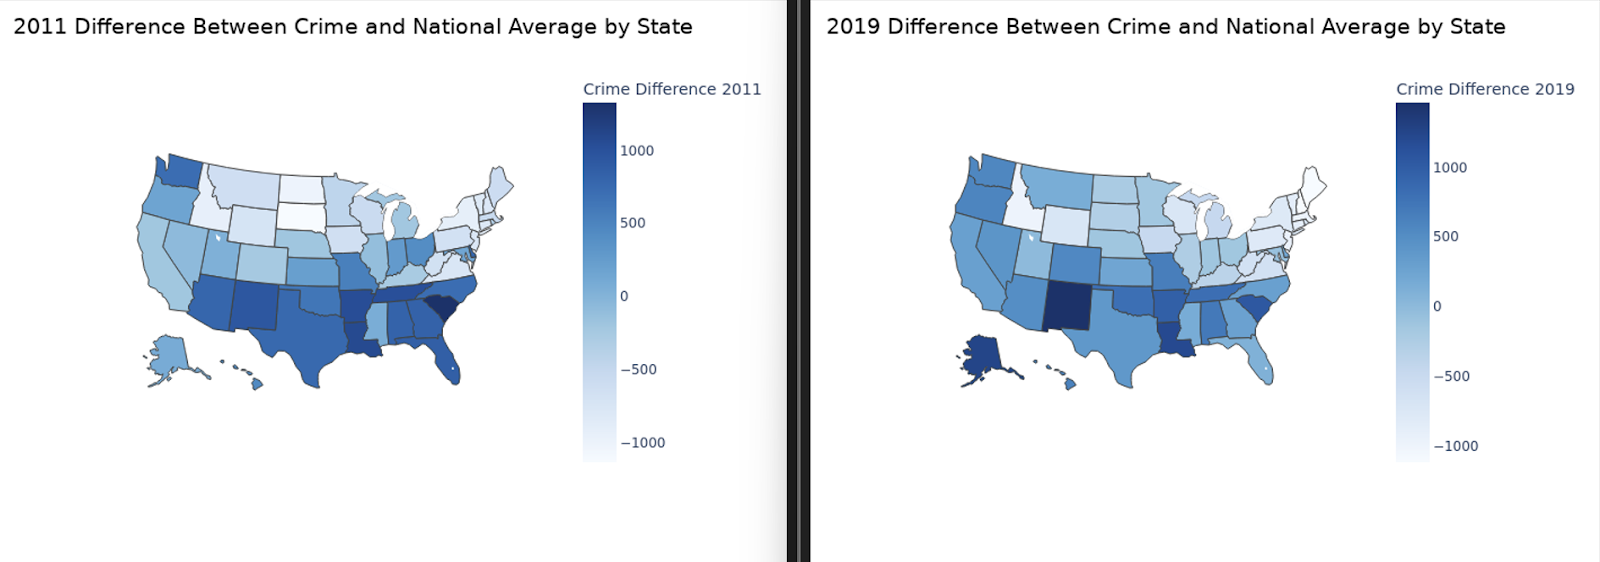 2011 Difference Between Crime and National Average by State
Crime Difference 2011
1000
500
0
−500
−1000
2019 Difference Between Crime and National Average by State
Crime Difference 2019
1000
500
0
−500
−1000